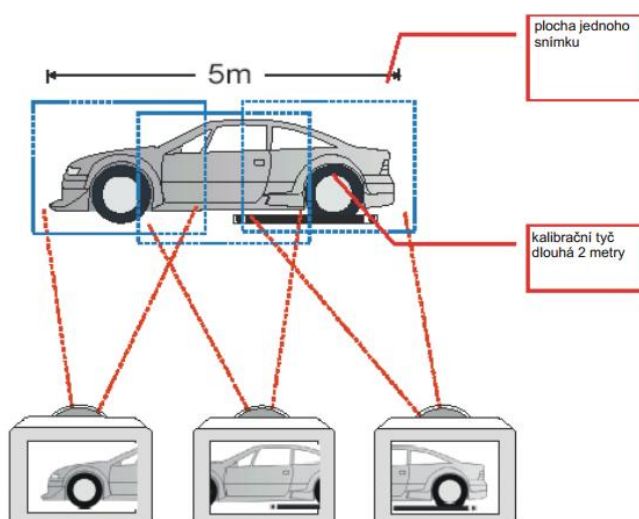 plocha jednoho
snímku
5m
kalibrační tyč
dlouhá 2 metry